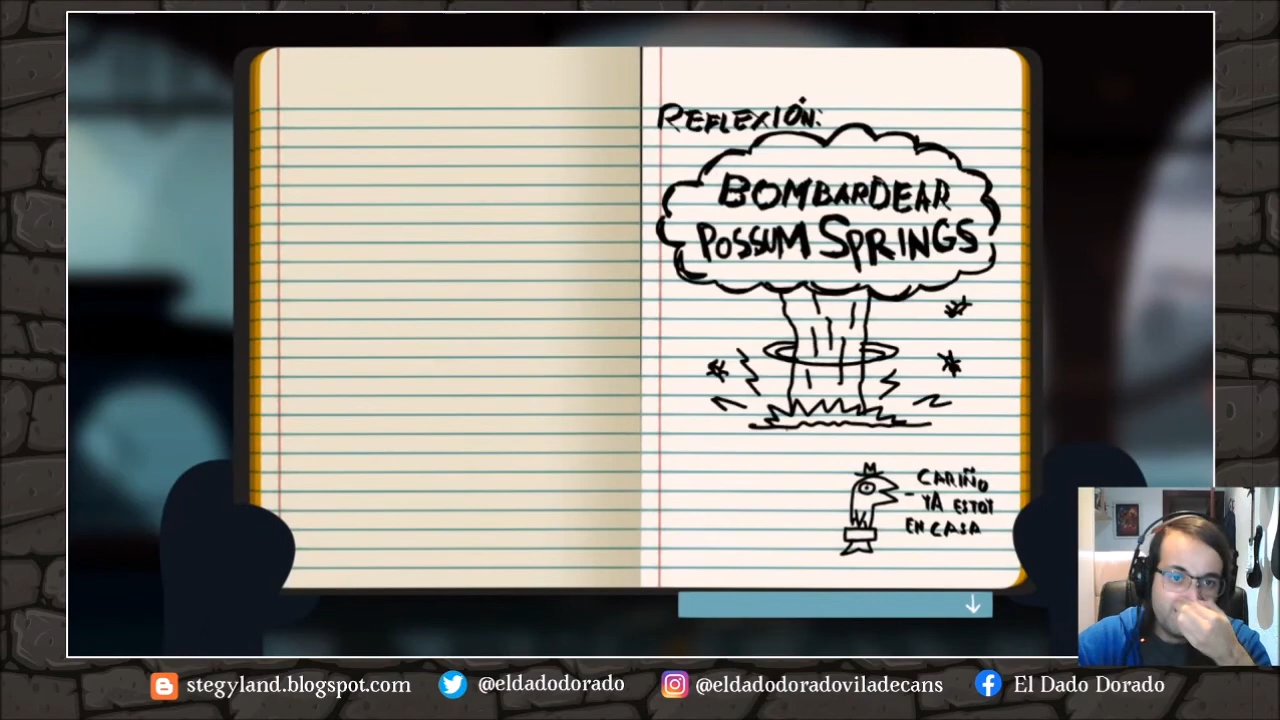 REFLEXIÓN:
BOMBARDEAR
POSSUM SPRINGS
- CARIÑO
YA ESTOY
EN CASA
stegyland.blogspot.com
@eldadodorado
@eldadodoradoviladecans
El Dado Dorado